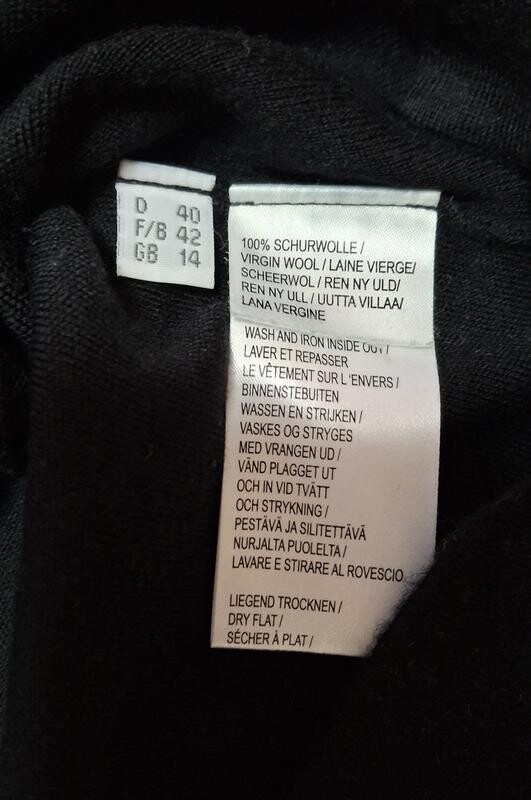 D 40
F/B 42
GB 14
100% SCHURWOLLE /
VIRGIN WOOL / LAINE VIERGE/
SCHEERWOL / REN NY ULD/
REN NY ULL / UUTTA VILLAA/
LANA VERGINE
WASH AND IRON INSIDE OUT /
LAVER ET REPASSER
LE VÊTEMENT SUR L'ENVERS /
BINNENSTEBUITEN
WASSEN EN STRIJKEN /
VASKES OG STRYGES
MED VRANGEN UD /
VÄND PLAGGET UT
OCH IN VID TVÄTT
OCH STRYKNING /
PESTÄVÄ JA SILITETTÄVÄ
NURJALTA PUOLELTA /
LAVARE E STIRARE AL ROVESCIO
LIEGEND TROCKNEN /
DRY FLAT /
SÉCHER À PLAT /